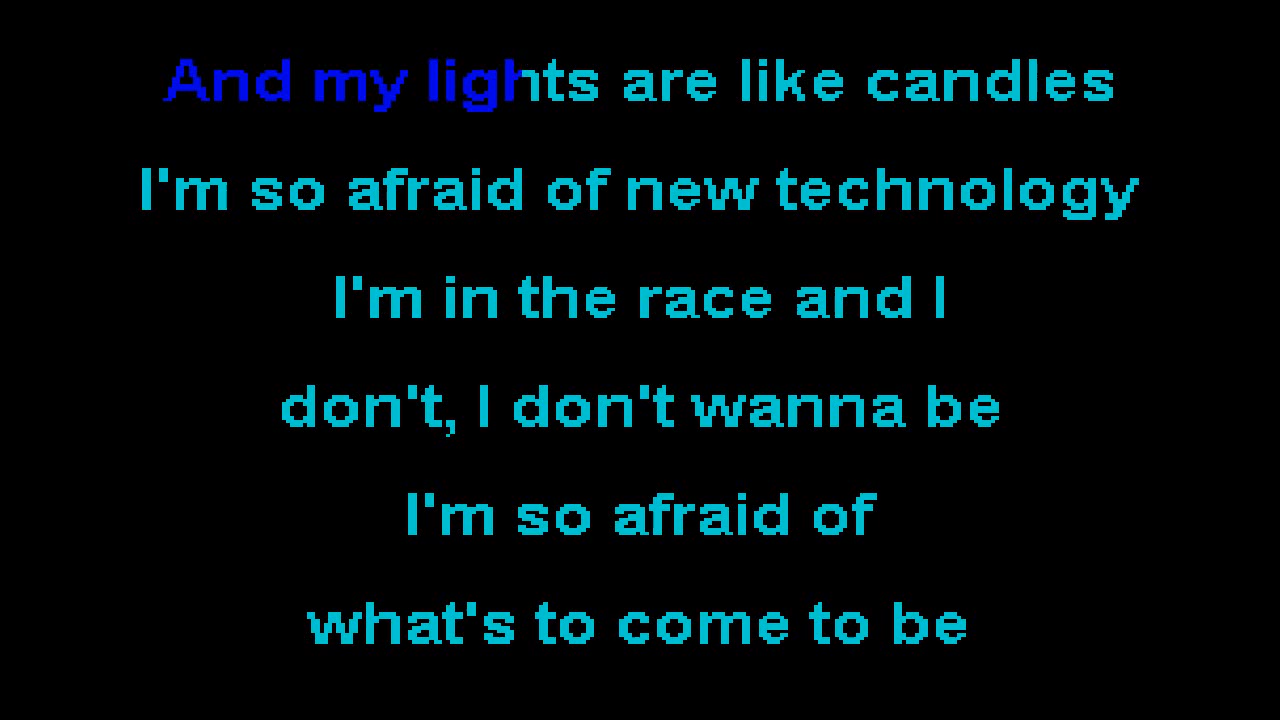 And my lights are like candles
I'm so afraid of new technology
I'm in the race and I
don't, I don't wanna be
I'm so afraid of
what's to come to be